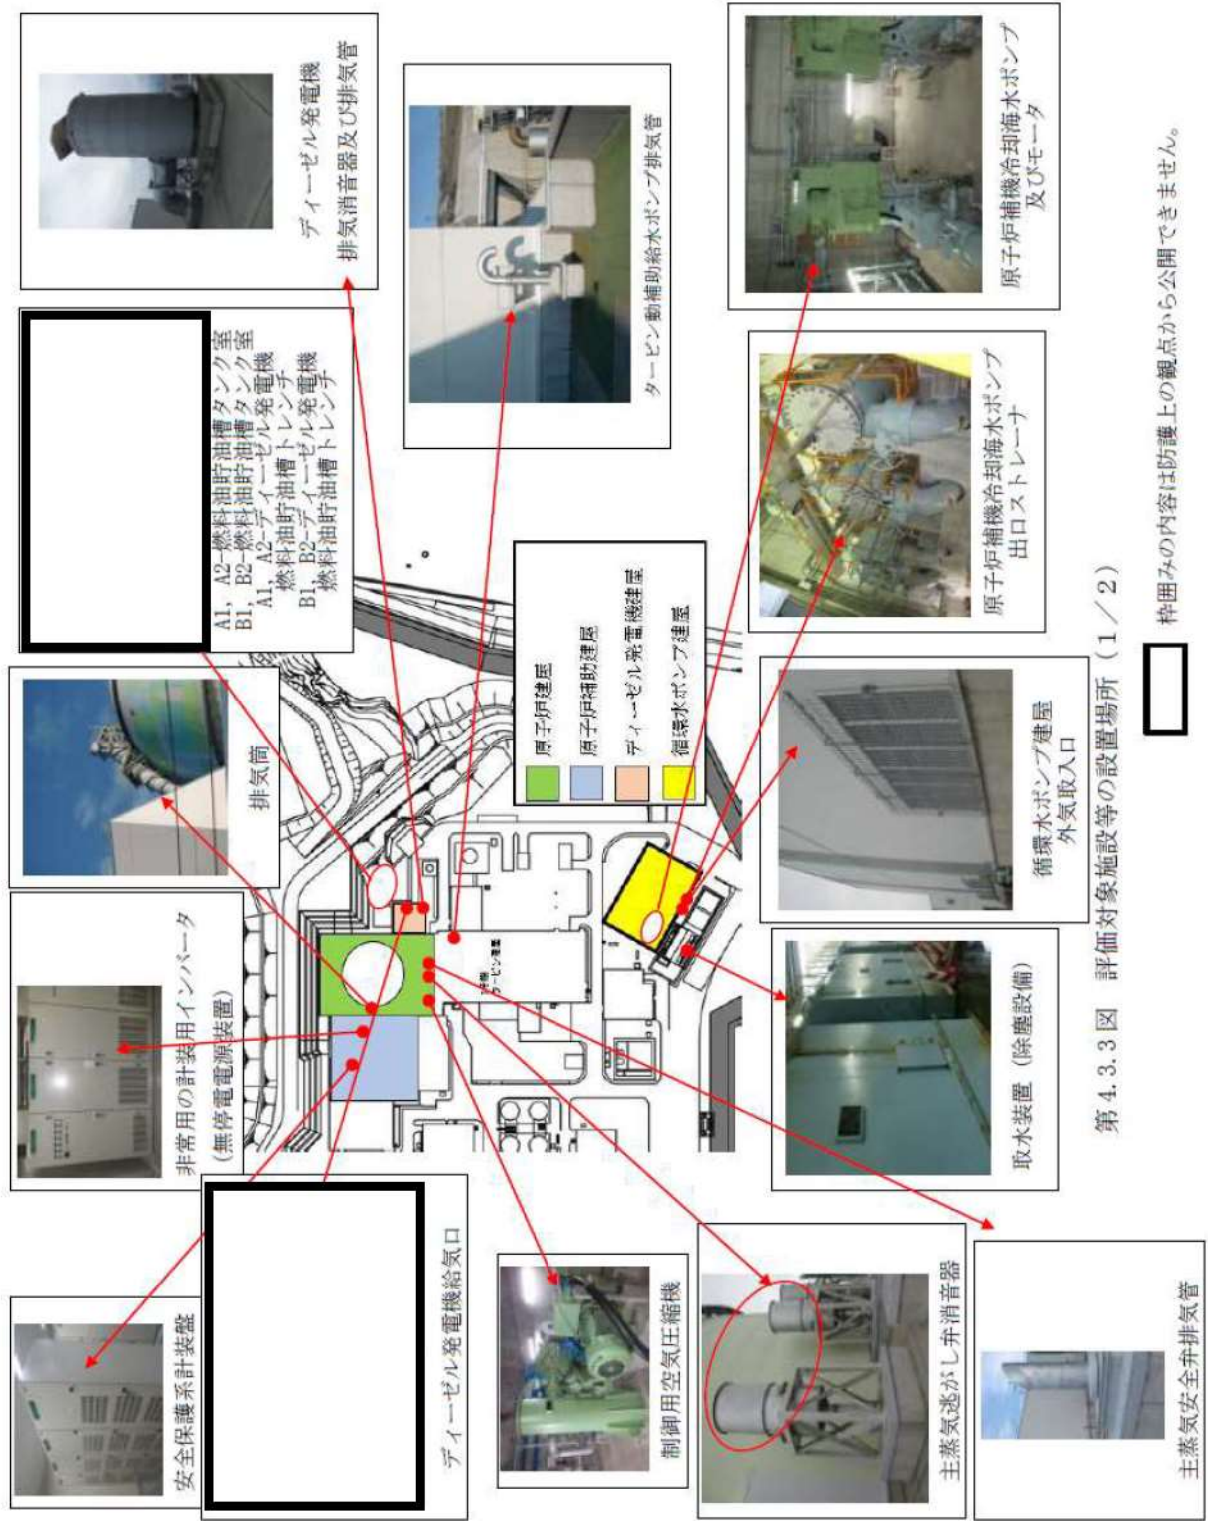 安全保護系計装盤
非常用の計装用インバータ
(無停電電源装置)
排気筒
A1, A2-燃料油貯油槽タンク室
B1, B2-燃料油貯油槽タンク室
A1, A2-ディーゼル発電機
燃料油貯油槽トレンチ
B1, B2-ディーゼル発電機
燃料油貯油槽トレンチ
ディーゼル発電機
排気消音器及び排気管
ディーゼル発電機給気口
タービン動補助給水ポンプ排気管
原子炉建屋
原子炉補助建屋
ディーゼル発電機建屋
循環水ポンプ建屋
タービン建屋
制御用空気圧縮機
主蒸気逃がし弁消音器
主蒸気安全弁排気管
取水装置(除塵設備)
循環水ポンプ建屋
外気取入口
原子炉補機冷却海水ポンプ
出口ストレーナ
原子炉補機冷却海水ポンプ
及びモータ
第4.3.3図 評価対象施設等の設置場所(1/2)
枠囲みの内容は防護上の観点から公開できません。